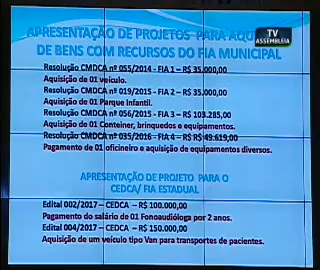 APRESENTAÇÃO DE PROJETOS PARA
TV
ASSEMBLEIA
DE BENS COM RECURSOS DO FIA MUNICIPAL
Resolução CMDCA nº 055/2014 - FIA 1 – R$ 35.000,00
Aquisição de 01 veículo.
Resolução CMDCA nº 019/2015 - FIA 2 – R$ 35.000,00
Aquisição de 01 Parque Infantil.
Resolução CMDCA nº 056/2015 - FIA 3 – R$ 103.285,00
Aquisição de 01 Conteiner, brinquedos e equipamentos.
Resolução CMDCA nº 035/2016 - FIA 4 – R$ R$ 49.619,00
Pagamento de 01 oficineiro e aquisição de equipamentos diversos.
APRESENTAÇÃO DE PROJETO PARA O
CEDCA/ FIA ESTADUAL
Edital 002/2017 – CEDCA – R$ 100.000,00
Pagamento do salário de 01 Fonoaudióloga por 2 anos.
Edital 004/2017 – CEDCA – R$ 150.000,00
Aquisição de um veículo tipo Van para transportes de pacientes.